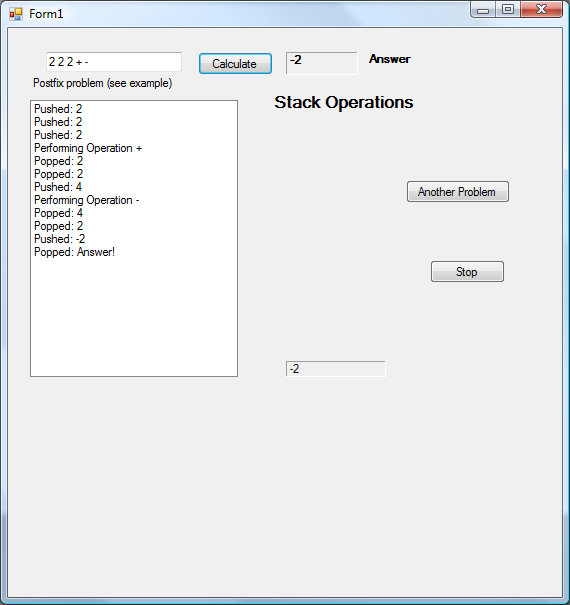 Form1
2 2 2 + -
Calculate
-2
Answer
Postfix problem (see example)
Stack Operations
Pushed: 2
Pushed: 2
Pushed: 2
Perfoming Operation +
Popped: 2
Popped: 2
Pushed: 4
Perfoming Operation -
Popped: 4
Popped: 2
Pushed: -2
Popped: Answer!
Another Problem
Stop
-2